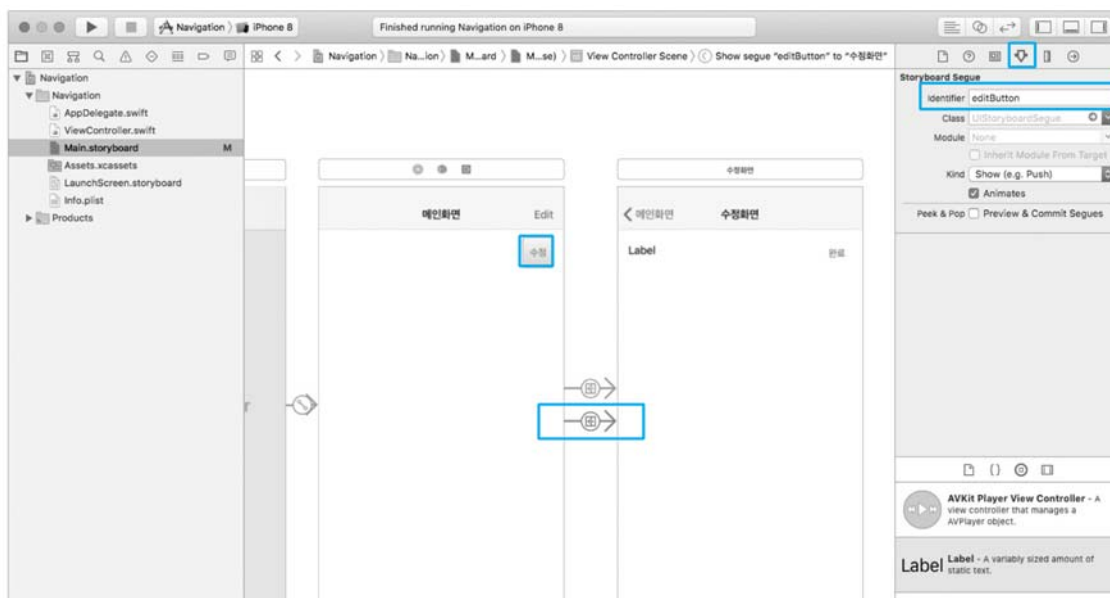 Navigation 〉 iPhone 8
Finished running Navigation on iPhone 8
Navigation 〉 Na...ion 〉 M...ard 〉 M...se) 〉 View Controller Scene 〉 Show segue "editButton" to "수정화면"
Navigation
Navigation
AppDelegate.swift
ViewController.swift
Main.storyboard M
Assets.xcassets
LaunchScreen.storyboard
Info.plist
Products
메인화면 Edit
수정
r
수정화면
메인화면 수정화면
Label 완료
Storyboard Segue
Identifier editButton
Class UIStoryboardSegue
Module None
Inherit Module From Target
Kind Show (e.g. Push)
Animates
Peek & Pop Preview & Commit Segues
AVKit Player View Controller - A
view controller that manages a
AVPlayer object.
Label Label - A variably sized amount of
static text.